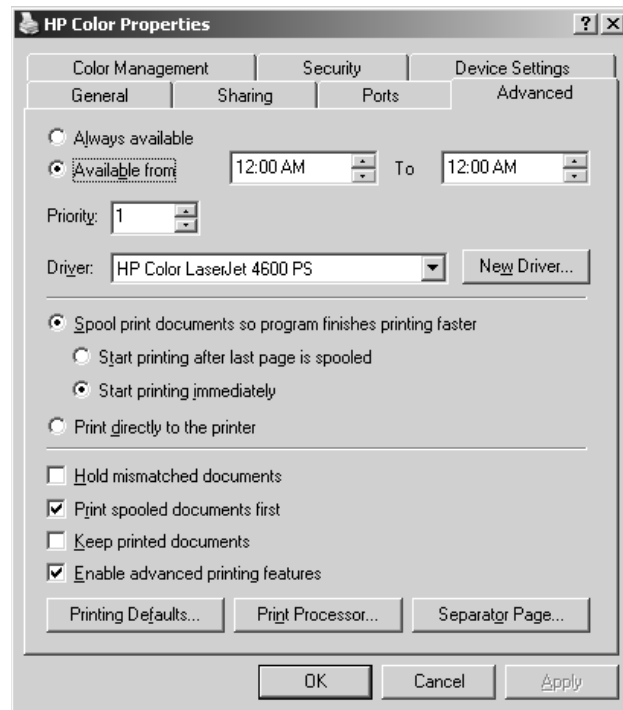 HP Color Properties ? ×
Color Management Security Device Settings
General Sharing Ports Advanced
Always available
Available from 12:00 AM To 12:00 AM
Priority: 1
Driver: HP Color LaserJet 4600 PS New Driver...
Spool print documents so program finishes printing faster
Start printing after last page is spooled
Start printing immediately
Print directly to the printer
Hold mismatched documents
Print spooled documents first
Keep printed documents
Enable advanced printing features
Printing Defaults... Print Processor... Separator Page...
OK Cancel Apply